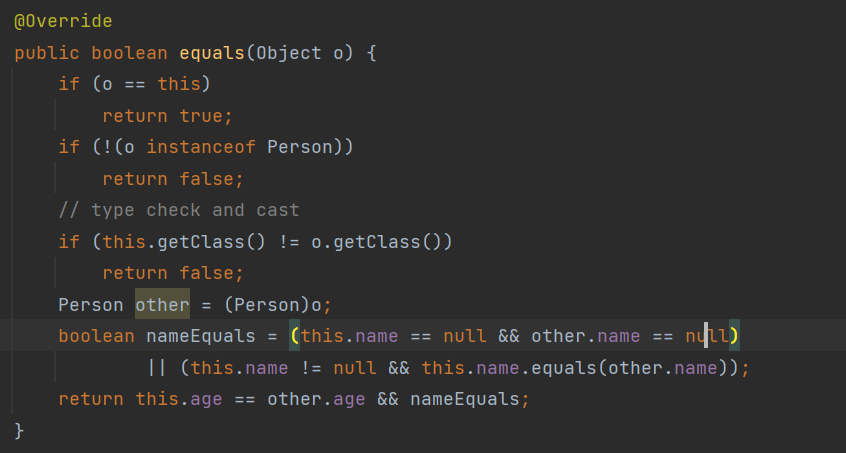 @Override
public boolean equals(Object o) {
    if (o == this)
        return true;
    if (!(o instanceof Person))
        return false;
    // type check and cast
    if (this.getClass() != o.getClass())
        return false;
    Person other = (Person)o;
    boolean nameEquals = (this.name == null && other.name == null)
            || (this.name != null && this.name.equals(other.name));
    return this.age == other.age && nameEquals;
}